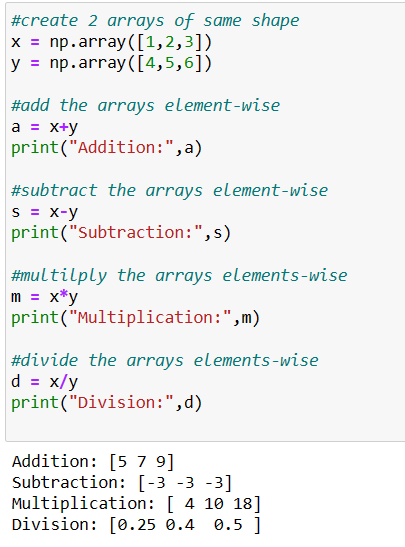 #create 2 arrays of same shape
x = np.array([1,2,3])
y = np.array([4,5,6])
#add the arrays element-wise
a = x+y
print("Addition:",a)
#subtract the arrays element-wise
s = x-y
print("Subtraction:",s)
#multilply the arrays elements-wise
m = x*y
print("Multiplication:",m)
#divide the arrays elements-wise
d = x/y
print("Division:",d)
Addition: [5 7 9]
Subtraction: [-3 -3 -3]
Multiplication: [ 4 10 18]
Division: [0.25 0.4  0.5 ]